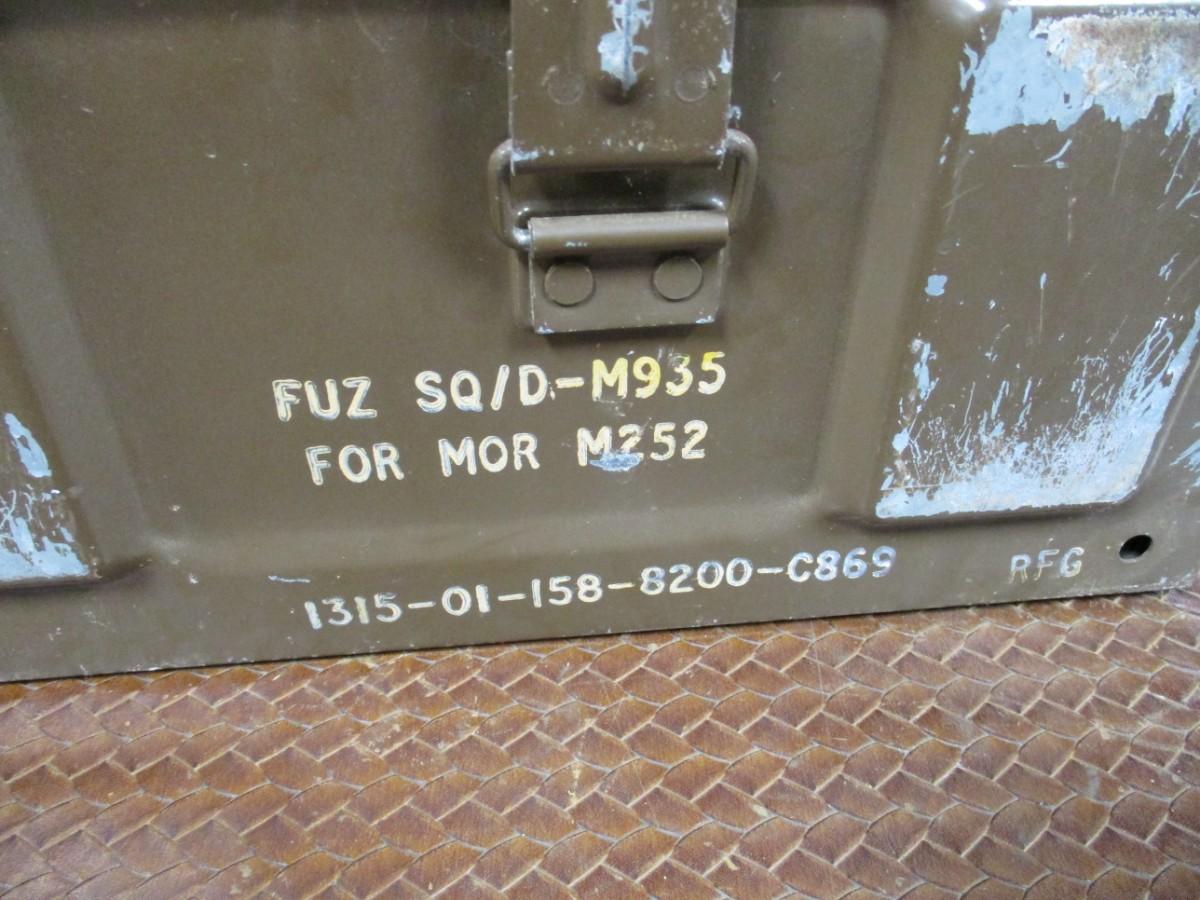 FUZ SQ/D-M935
FOR MOR M252
1315-01-158-8200-C869 RFG